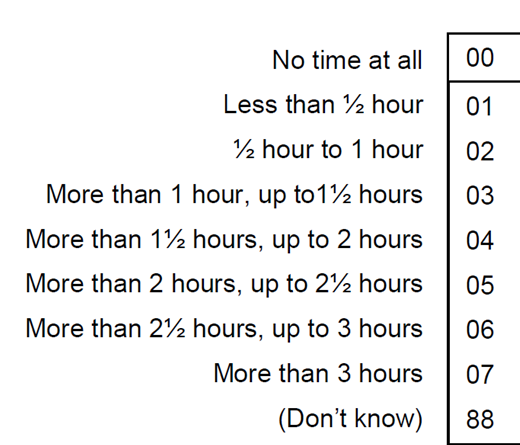 No time at all 00
Less than ½ hour 01
½ hour to 1 hour 02
More than 1 hour, up to1½ hours 03
More than 1½ hours, up to 2 hours 04
More than 2 hours, up to 2½ hours 05
More than 2½ hours, up to 3 hours 06
More than 3 hours 07
(Don’t know) 88